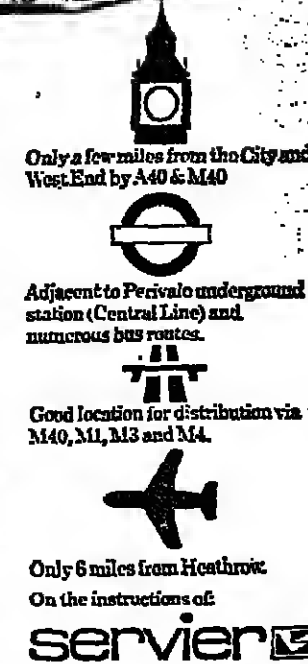 Only a few miles from the City and
West End by A40 & M40
Adjacent to Perivale underground
station (Central Line) and
numerous bus routes.
Good location for distribution via
M40, M1, M3 and M4.
Only 6 miles from Heathrow.
On the instructions of:
servier